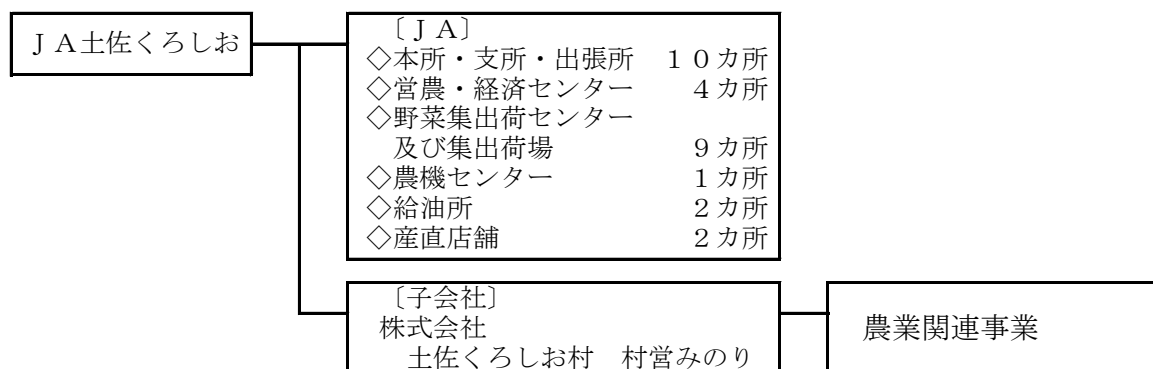 ＪＡ土佐くろしお
〔ＪＡ〕
◇本所・支所・出張所　１０カ所
◇営農・経済センター　４カ所
◇野菜集出荷センター
及び集出荷場　９カ所
◇農機センター　１カ所
◇給油所　２カ所
◇産直店舗　２カ所
〔子会社〕
株式会社
土佐くろしお村　村営みのり
農業関連事業